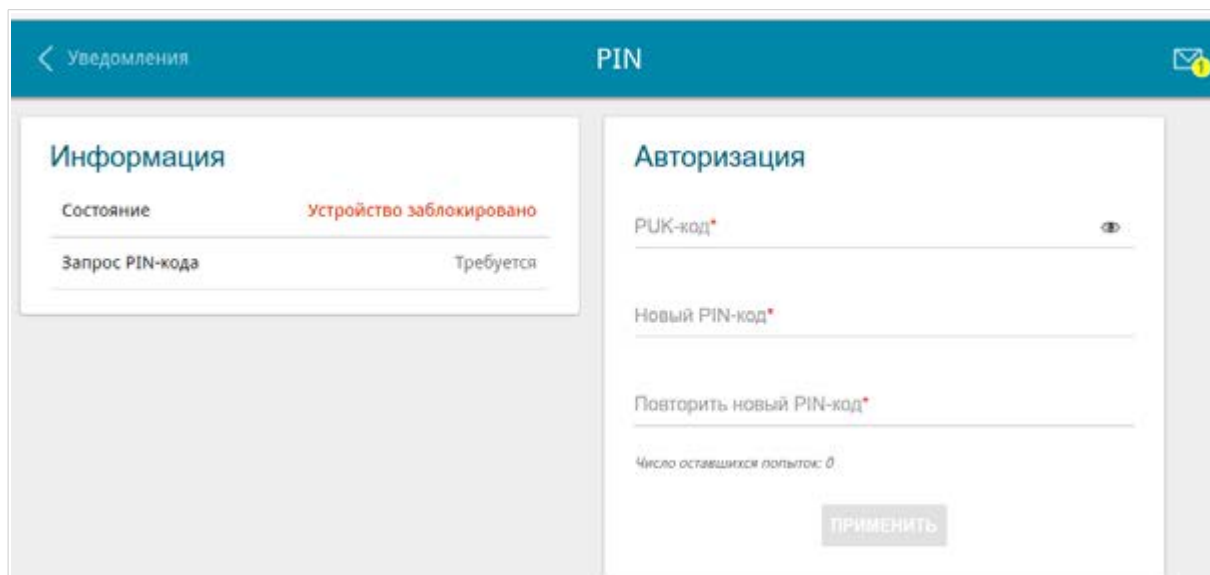 Уведомления
PIN
1
Информация
Состояние Устройство заблокировано
Запрос PIN-кода Требуется
Авторизация
PUK-код*
Новый PIN-код*
Повторить новый PIN-код*
Число оставшихся попыток: 0
ПРИМЕНИТЬ